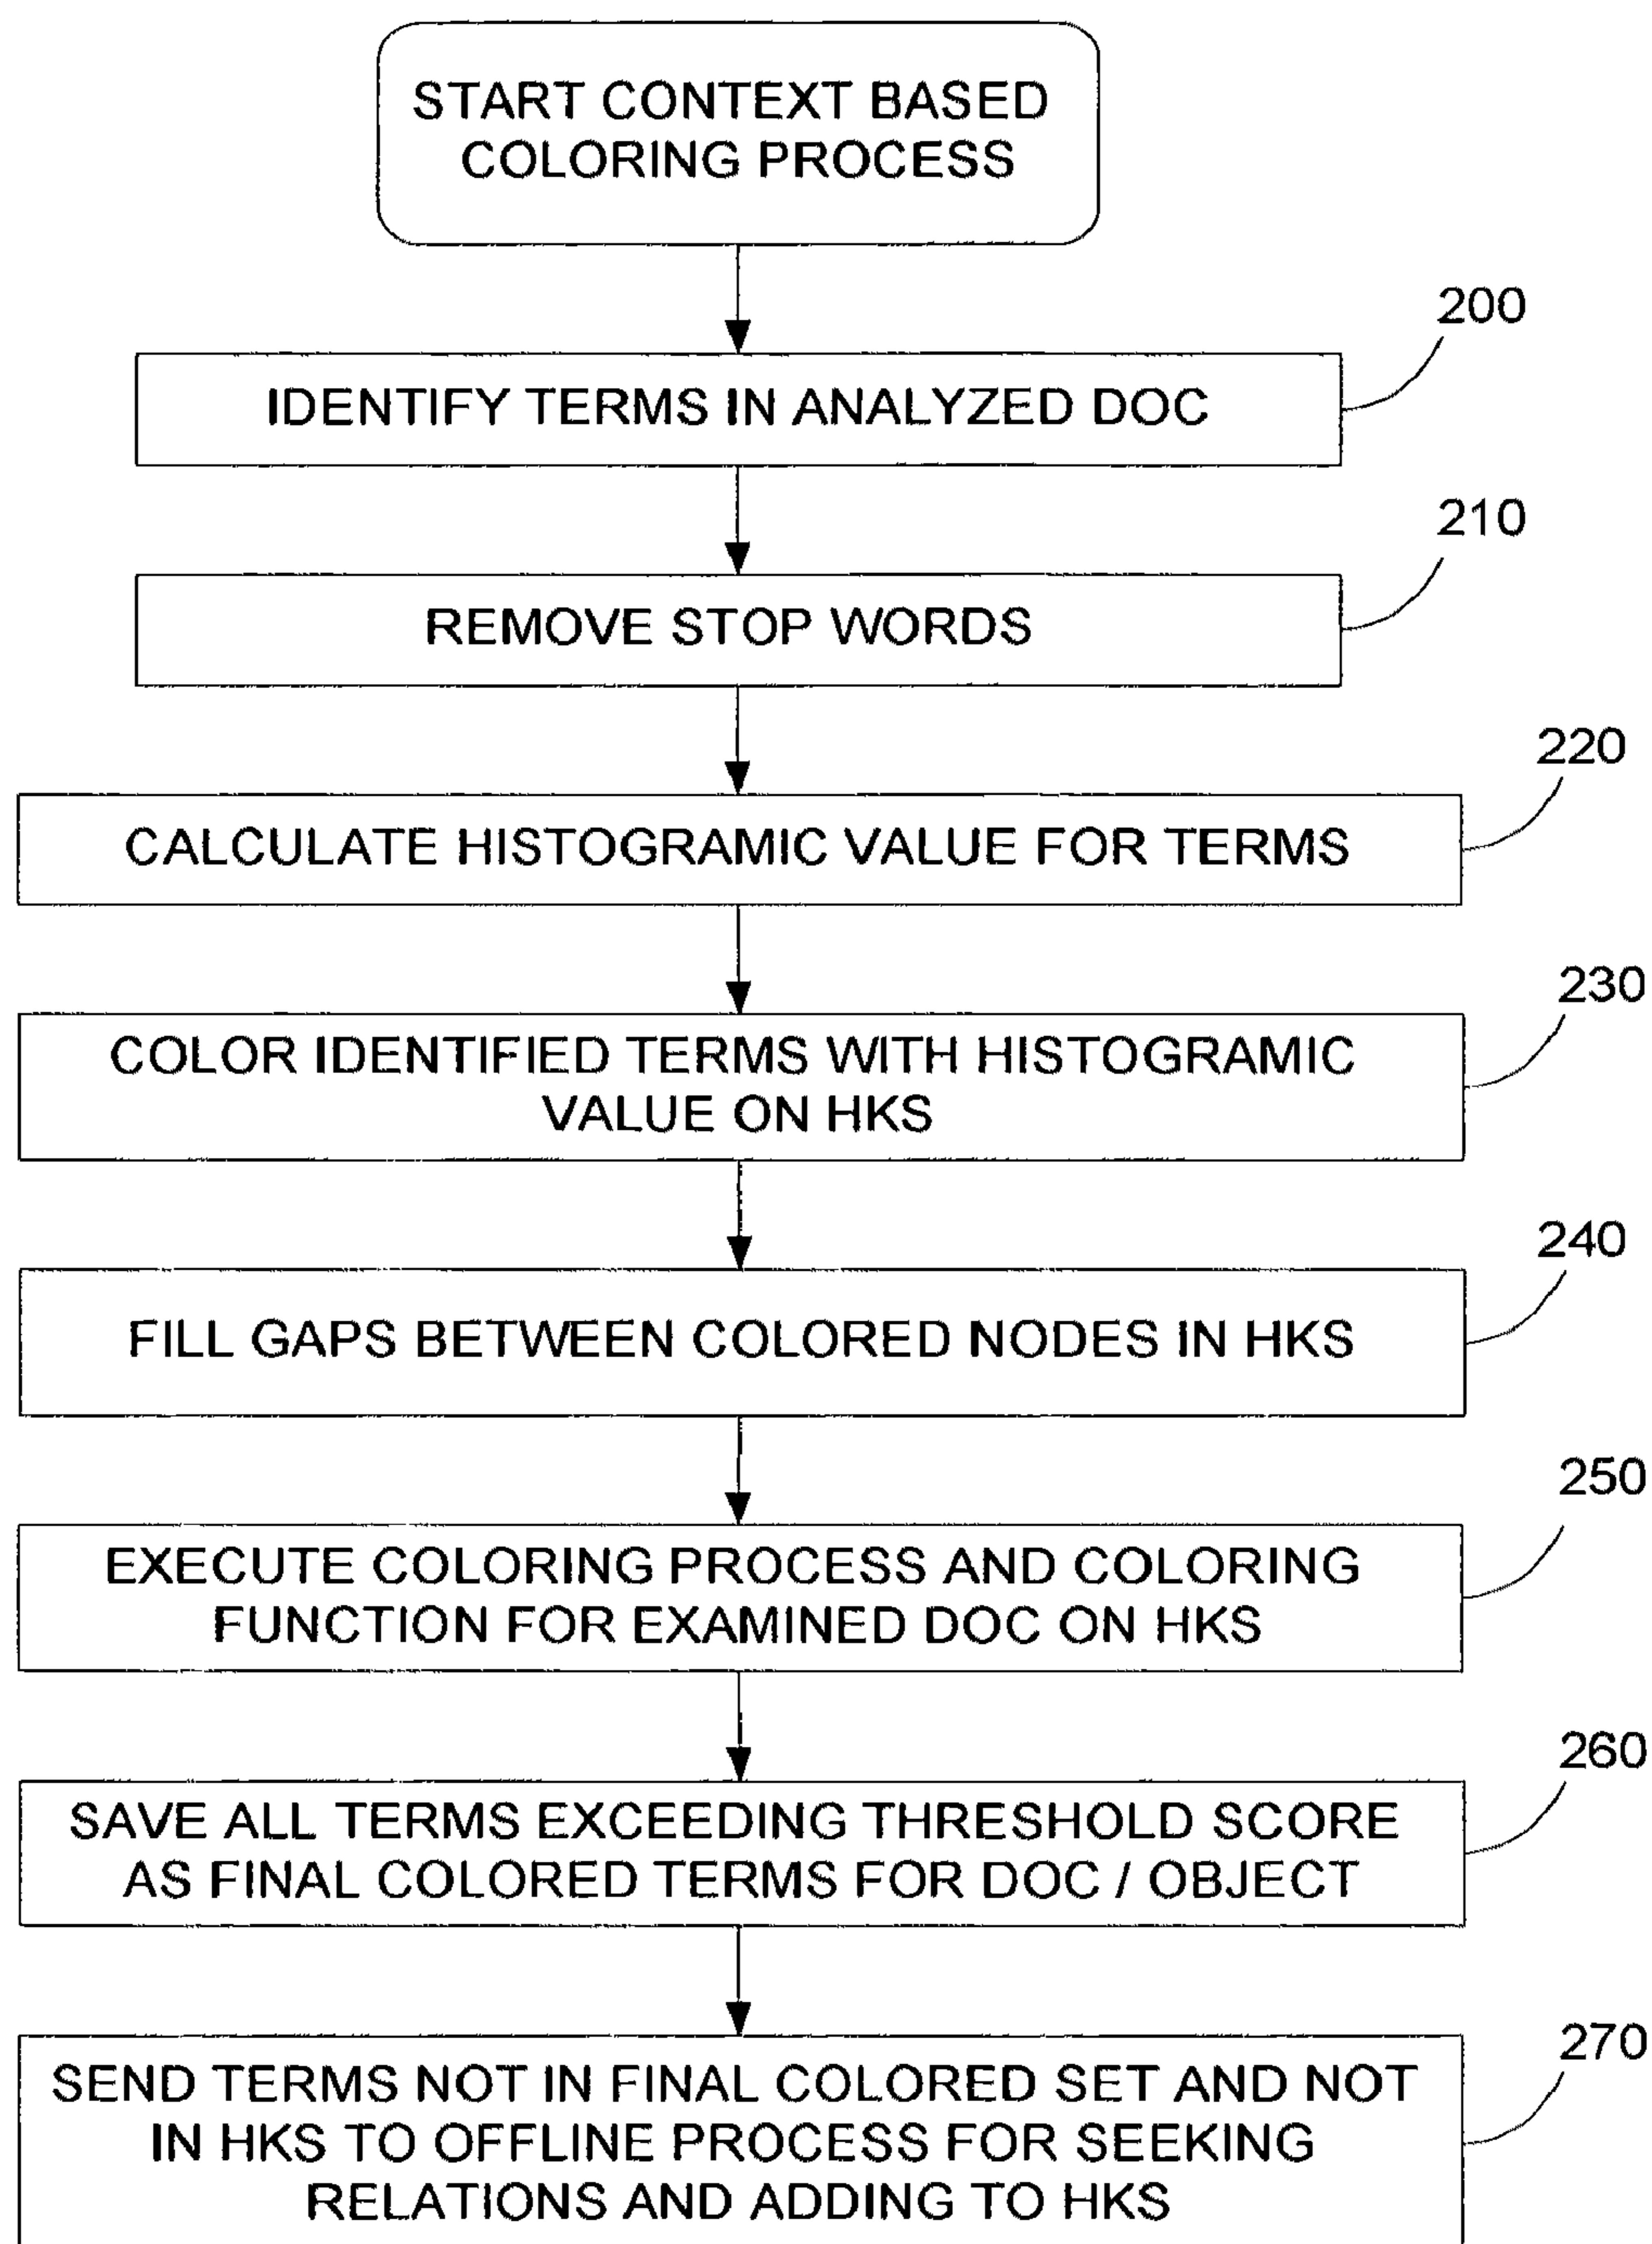 START CONTEXT BASED
COLORING PROCESS
200
IDENTIFY TERMS IN ANALYZED DOC
210
REMOVE STOP WORDS
220
CALCULATE HISTOGRAMIC VALUE FOR TERMS
230
COLOR IDENTIFIED TERMS WITH HISTOGRAMIC
VALUE ON HKS
240
FILL GAPS BETWEEN COLORED NODES IN HKS
250
EXECUTE COLORING PROCESS AND COLORING
FUNCTION FOR EXAMINED DOC ON HKS
260
SAVE ALL TERMS EXCEEDING THRESHOLD SCORE
AS FINAL COLORED TERMS FOR DOC / OBJECT
270
SEND TERMS NOT IN FINAL COLORED SET AND NOT
IN HKS TO OFFLINE PROCESS FOR SEEKING
RELATIONS AND ADDING TO HKS